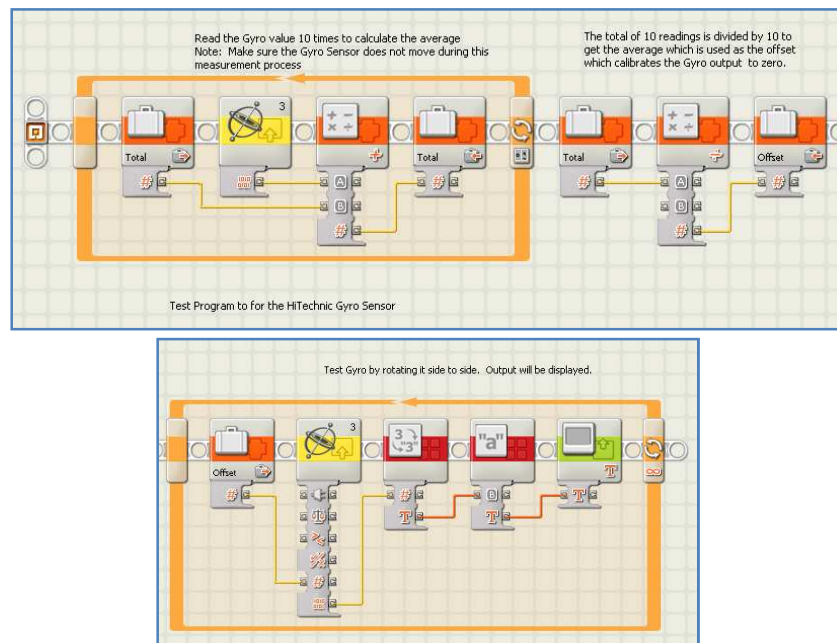 Read the Gyro value 10 times to calculate the average
Note: Make sure the Gyro Sensor does not move during this
measurement process
The total of 10 readings is divided by 10 to
get the average which is used as the offset
which calibrates the Gyro output to zero.
3
Total
Total
Total
Offset
A
B
#
#
#
A
B
#
#
#
Test Program to for the HiTechnic Gyro Sensor
Test Gyro by rotating it side to side. Output will be displayed.
3
3 "3"
"a"
Offset
T
#
#
B
T
T
T
#